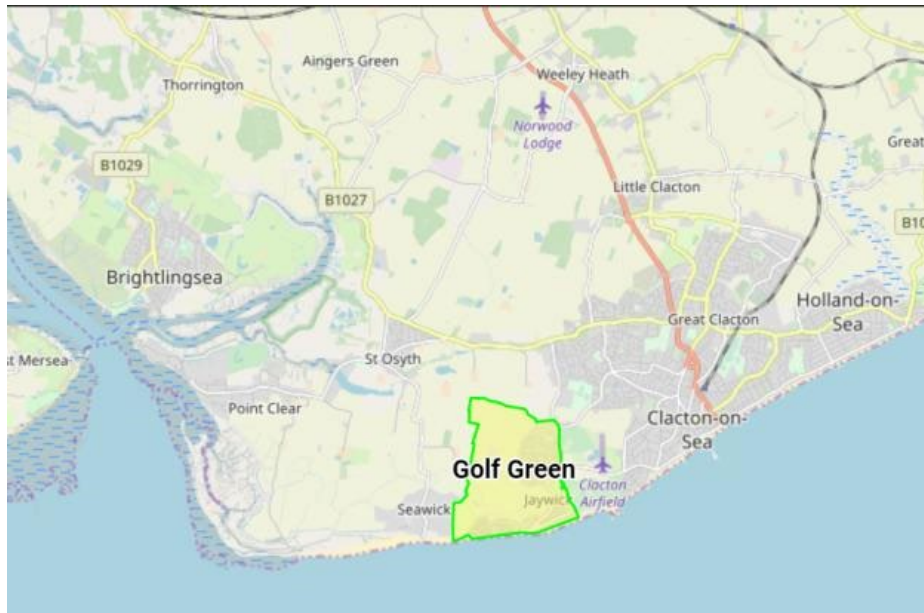 Aingers Green
Thorrington
Weeley Heath
Norwood
Lodge
Great
B1029
B1027
Little Clacton
B10
Brightlingsea
Holland-on-
Sea
Great Clacton
st Mersea
St Osyth
Point Clear
Clacton-on-
Sea
Golf Green
Clacton
Airfield
Jaywick
Seawick